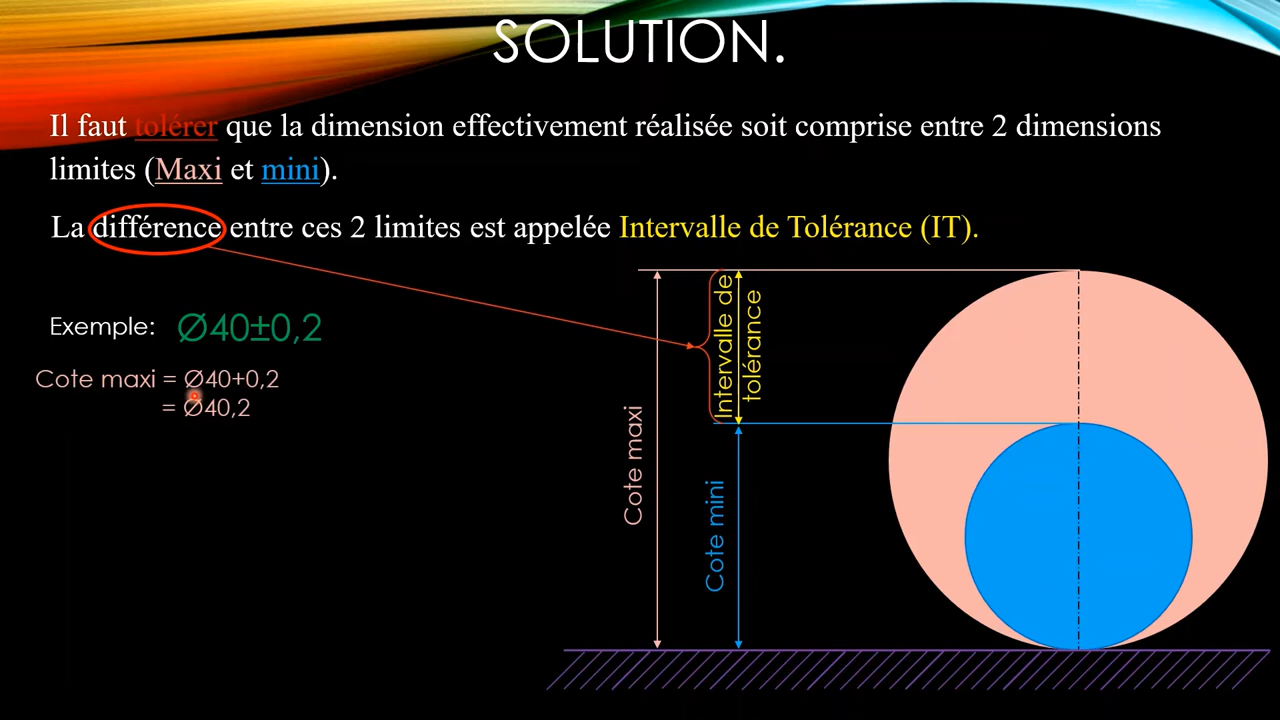 SOLUTION.
Il faut tolérer que la dimension effectivement réalisée soit comprise entre 2 dimensions
limites (Maxi et mini).
La différence entre ces 2 limites est appelée Intervalle de Tolérance (IT).
Exemple: Ø40±0,2
Cote maxi = Ø40+0,2
= Ø40,2
Cote maxi
Intervalle de
tolérance
Cote mini